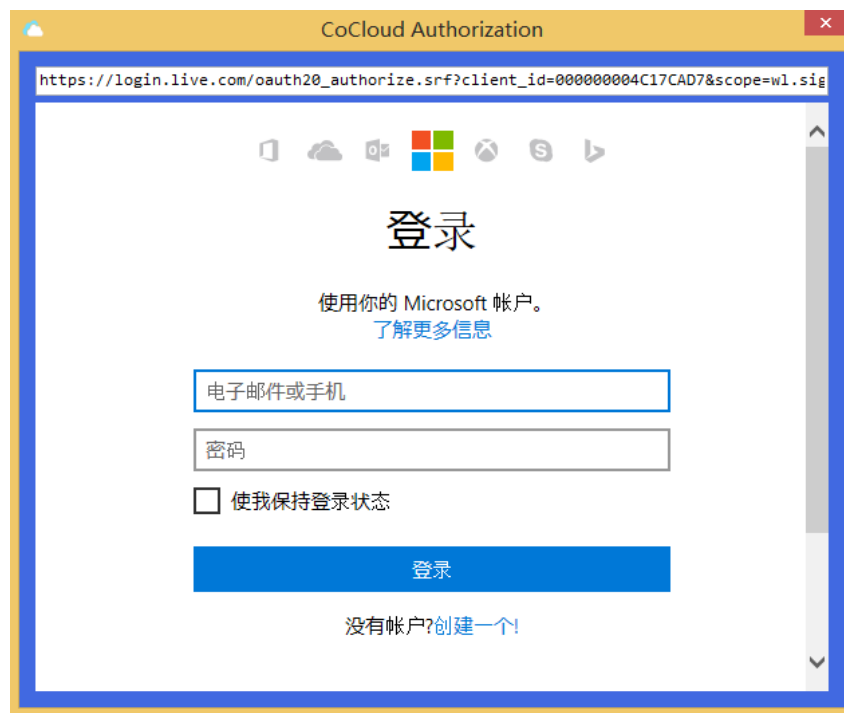 CoCloud Authorization
https://login.live.com/oauth20_authorize.srf?client_id=000000004C17CAD7&scope=wl.sig
登录
使用你的 Microsoft 帐户。
了解更多信息
电子邮件或手机
密码
使我保持登录状态
登录
没有帐户?创建一个!